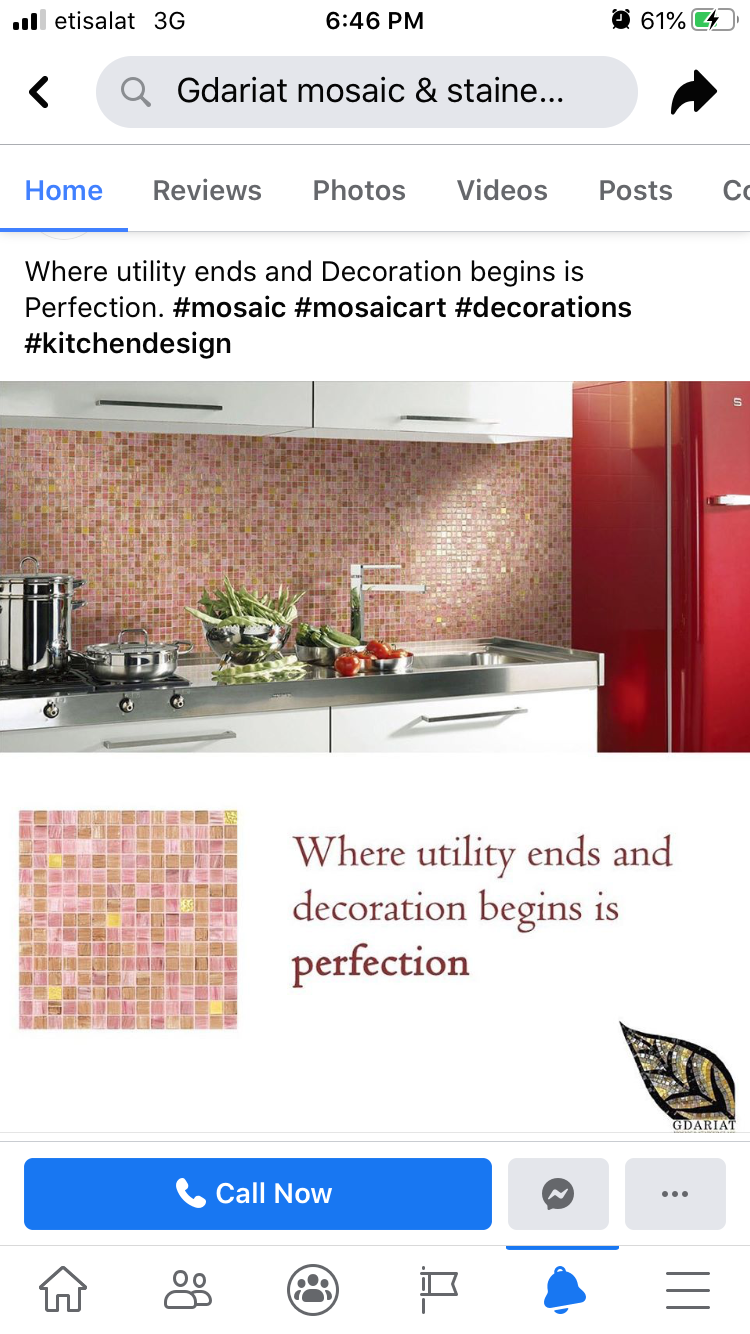 etisalat 3G 6:46 PM 61%
Gdariat mosaic & staine...
Home Reviews Photos Videos Posts Co
Where utility ends and Decoration begins is
Perfection. #mosaic #mosaicart #decorations
#kitchendesign
S
Where utility ends and
decoration begins is
perfection
GDARIAT
Call Now